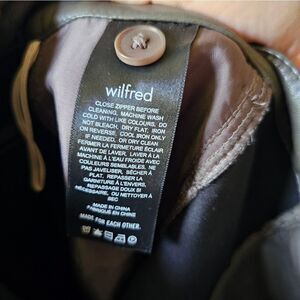 wilfred
CLOSE ZIPPER BEFORE
CLEANING, MACHINE WASH
COLD WITH LIKE COLOURS. DO
NOT BLEACH. DRY FLAT. IRON
ON REVERSE. COOL IRON ONLY
IF NEEDED, OR DRY CLEAN
FERMER LA FERMETURE ÉCLAIR
AVANT DE LAVER. LAVER À LA
MACHINE À L'EAU FROIDE AVEC
COULEURS SEMBLABLES. NE
PAS JAVELISER. SÉCHER À
PLAT. REPASSER LA
GARNITURE À L'ENVERS,
REPASSAGE DOUX SI
NÉCESSAIRE, OU NETTOYER À
SEC
MADE IN CHINA
FABRIQUÉ EN CHINE
MADE FOR EACH OTHER.